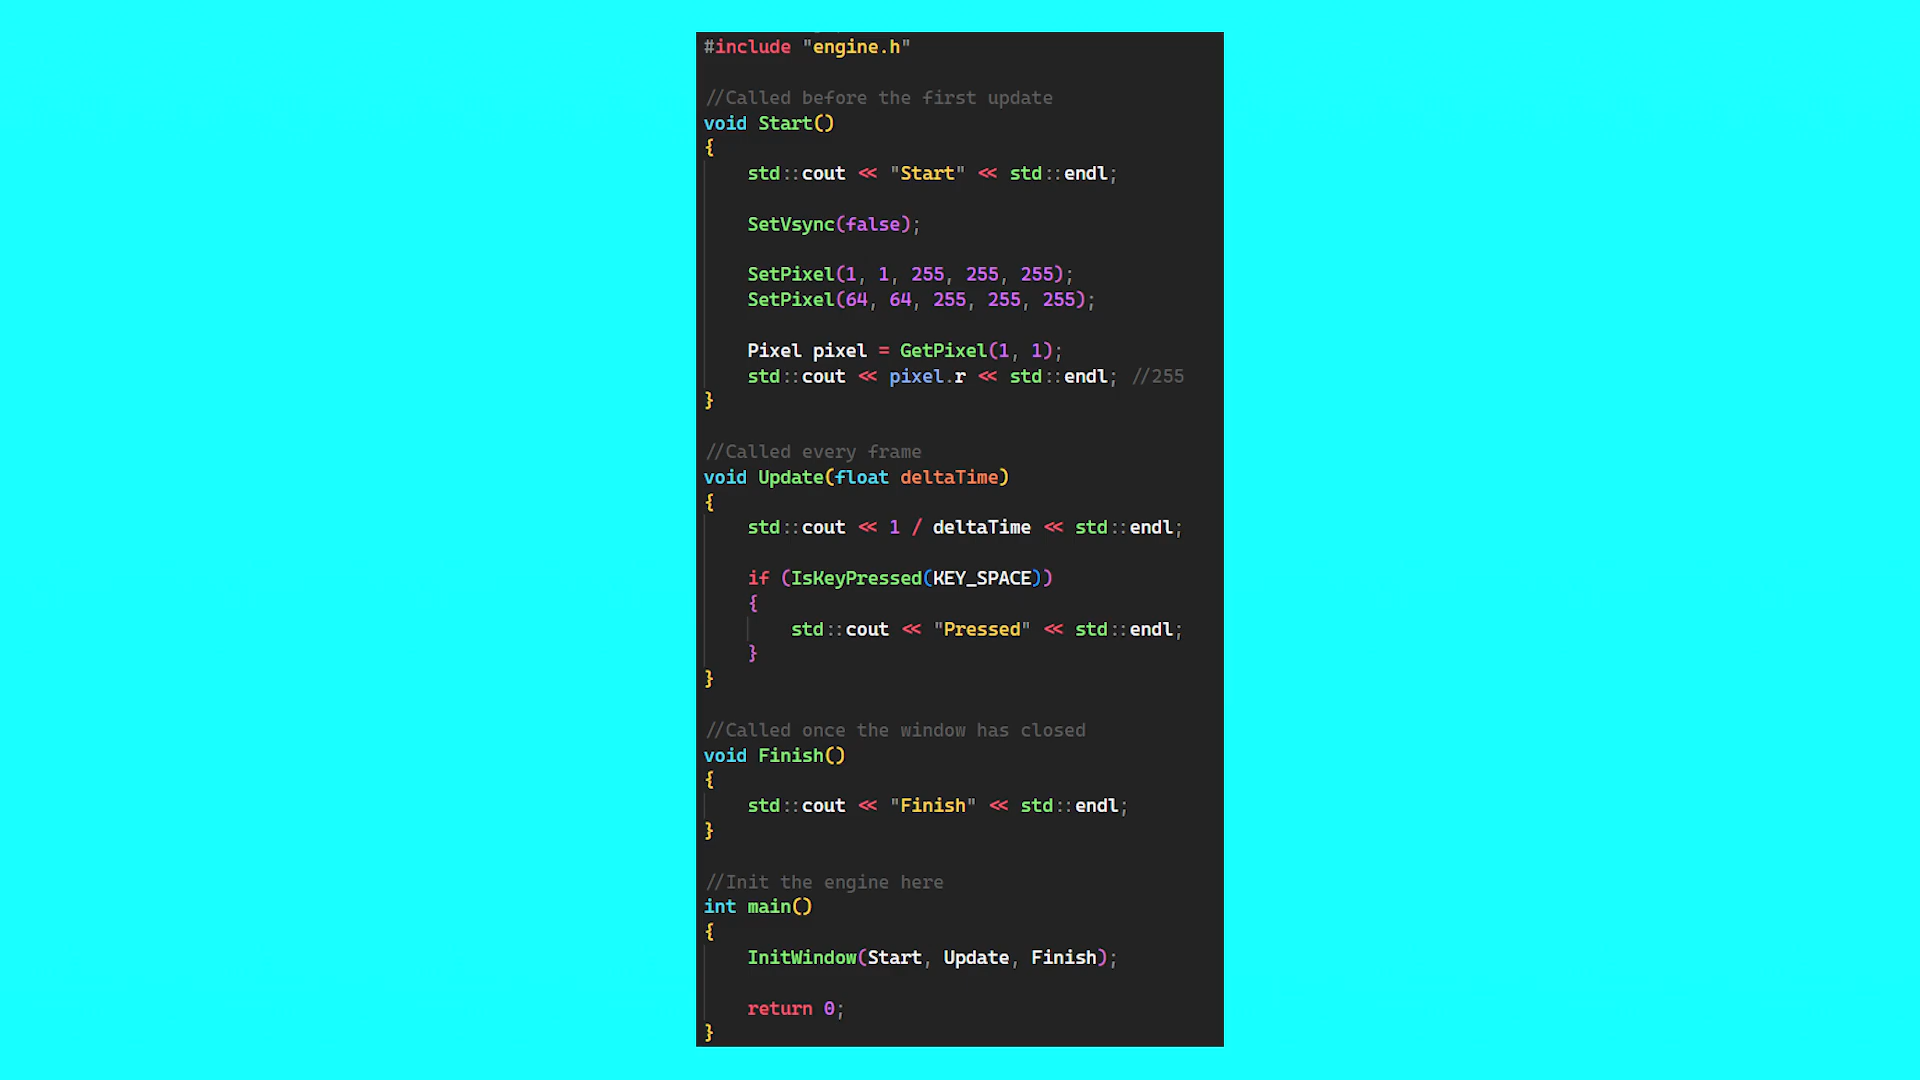 #include "engine.h"
//Called before the first update
void Start()
{
std::cout << "Start" << std::endl;
SetVsync(false);
SetPixel(1, 1, 255, 255, 255);
SetPixel(64, 64, 255, 255, 255);
Pixel pixel = GetPixel(1, 1);
std::cout << pixel.r << std::endl; //255
}
//Called every frame
void Update(float deltaTime)
{
std::cout << 1 / deltaTime << std::endl;
if (IsKeyPressed(KEY_SPACE))
{
std::cout << "Pressed" << std::endl;
}
}
//Called once the window has closed
void Finish()
{
std::cout << "Finish" << std::endl;
}
//Init the engine here
int main()
{
InitWindow(Start, Update, Finish);
return 0;
}